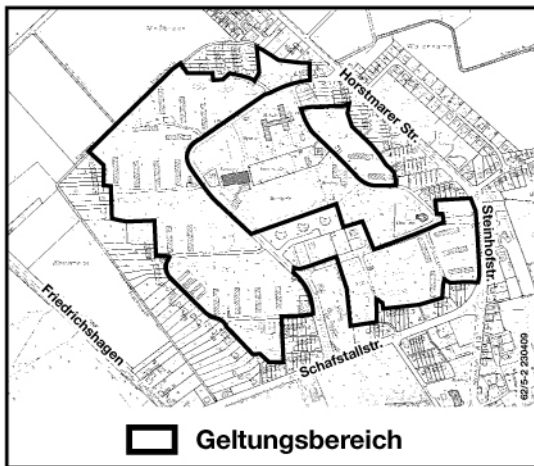 Horstmarer Str.
Steinhofstr.
Friedrichshagen
Schafstallstr.
62/5-2 230409
Geltungsbereich